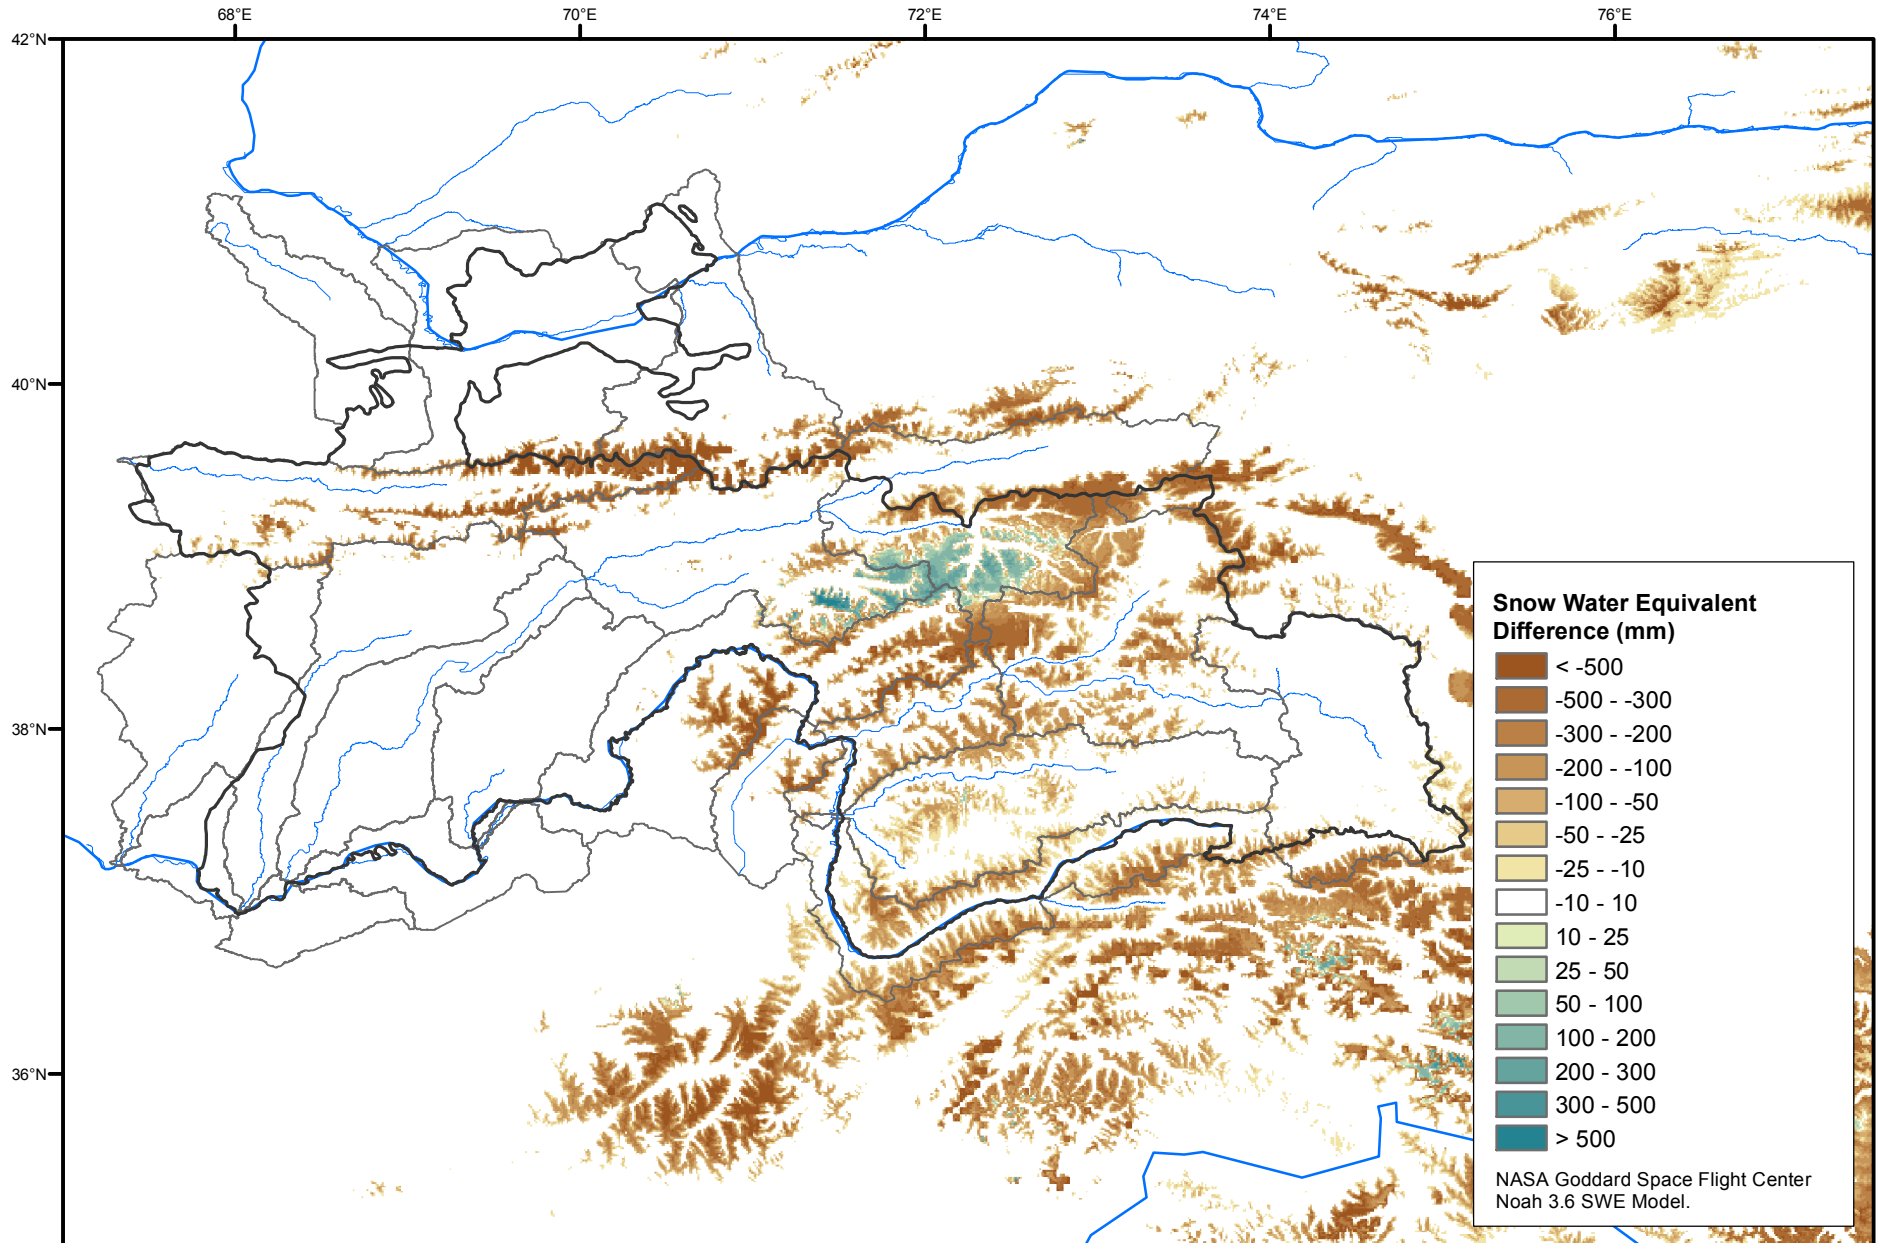 68°E
70°E
72°E
74°E
76°E
42°N
40°N
38°N
36°N
Snow Water Equivalent
Difference (mm)
< -500
-500 - -300
-300 - -200
-200 - -100
-100 - -50
-50 - -25
-25 - -10
-10 - 10
10 - 25
25 - 50
50 - 100
100 - 200
200 - 300
300 - 500
> 500
NASA Goddard Space Flight Center
Noah 3.6 SWE Model.